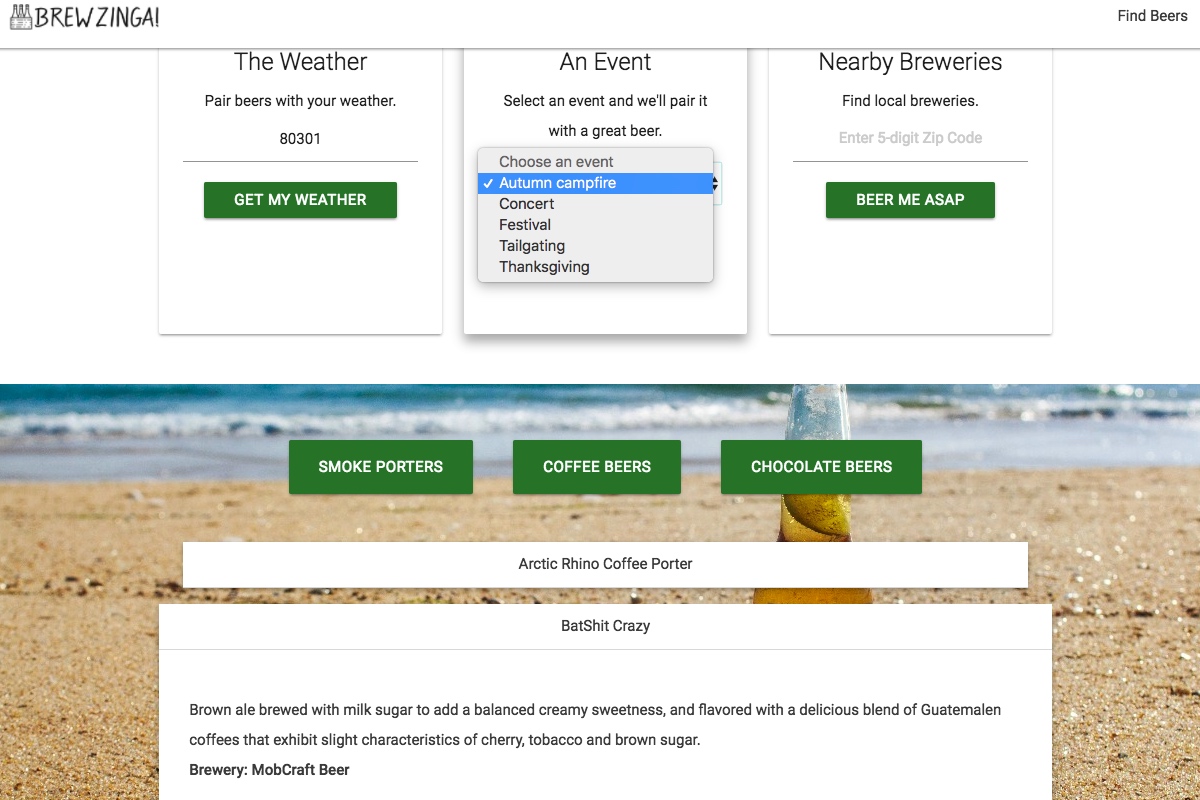 BREWZINGA!
Find Beers
The Weather
Pair beers with your weather.
80301
GET MY WEATHER
An Event
Select an event and we'll pair it
with a great beer.
Choose an event
✓ Autumn campfire
Concert
Festival
Tailgating
Thanksgiving
Nearby Breweries
Find local breweries.
Enter 5-digit Zip Code
BEER ME ASAP
SMOKE PORTERS
COFFEE BEERS
CHOCOLATE BEERS
Arctic Rhino Coffee Porter
BatShit Crazy
Brown ale brewed with milk sugar to add a balanced creamy sweetness, and flavored with a delicious blend of Guatemalen
coffees that exhibit slight characteristics of cherry, tobacco and brown sugar.
Brewery: MobCraft Beer